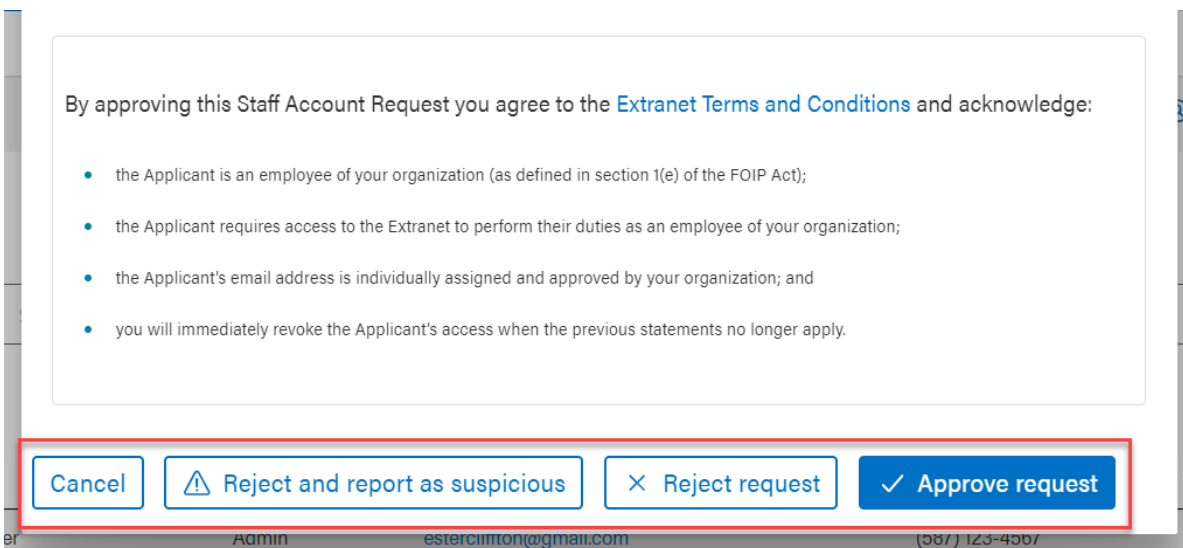 By approving this Staff Account Request you agree to the Extranet Terms and Conditions and acknowledge:
the Applicant is an employee of your organization (as defined in section 1(e) of the FOIP Act);
the Applicant requires access to the Extranet to perform their duties as an employee of your organization;
the Applicant's email address is individually assigned and approved by your organization; and
you will immediately revoke the Applicant's access when the previous statements no longer apply.
Cancel Reject and report as suspicious Reject request Approve request
er Admin estercliffton@gmail.com (587) 123-4567